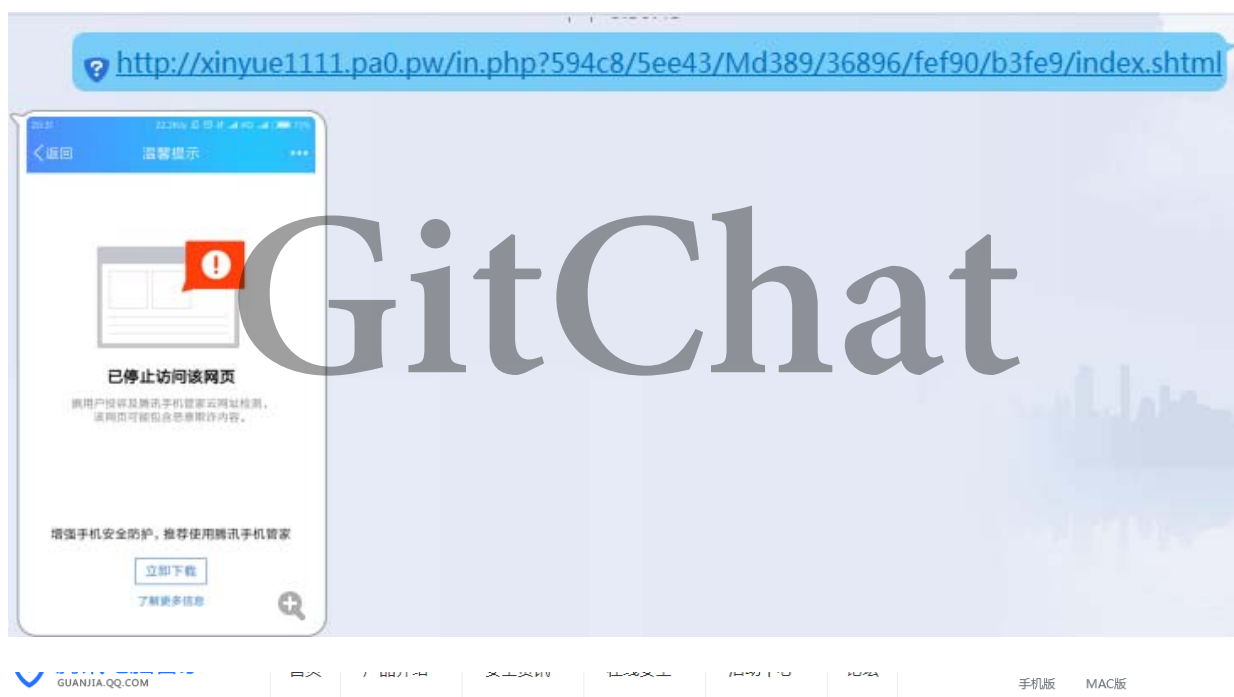 http://xinyue1111.pa0.pw/in.php?594c8/5ee43/Md389/36896/fef90/b3fe9/index.shtml
20:31
返回
温馨提示
GitChat
已停止访问该网页
据用户投诉及腾讯手机管家云网址检测，
该网页可能包含恶意欺诈内容。
增强手机安全防护，推荐使用腾讯手机管家
立即下载
了解更多信息
GUANJIA.QQ.COM
手机版
MAC版